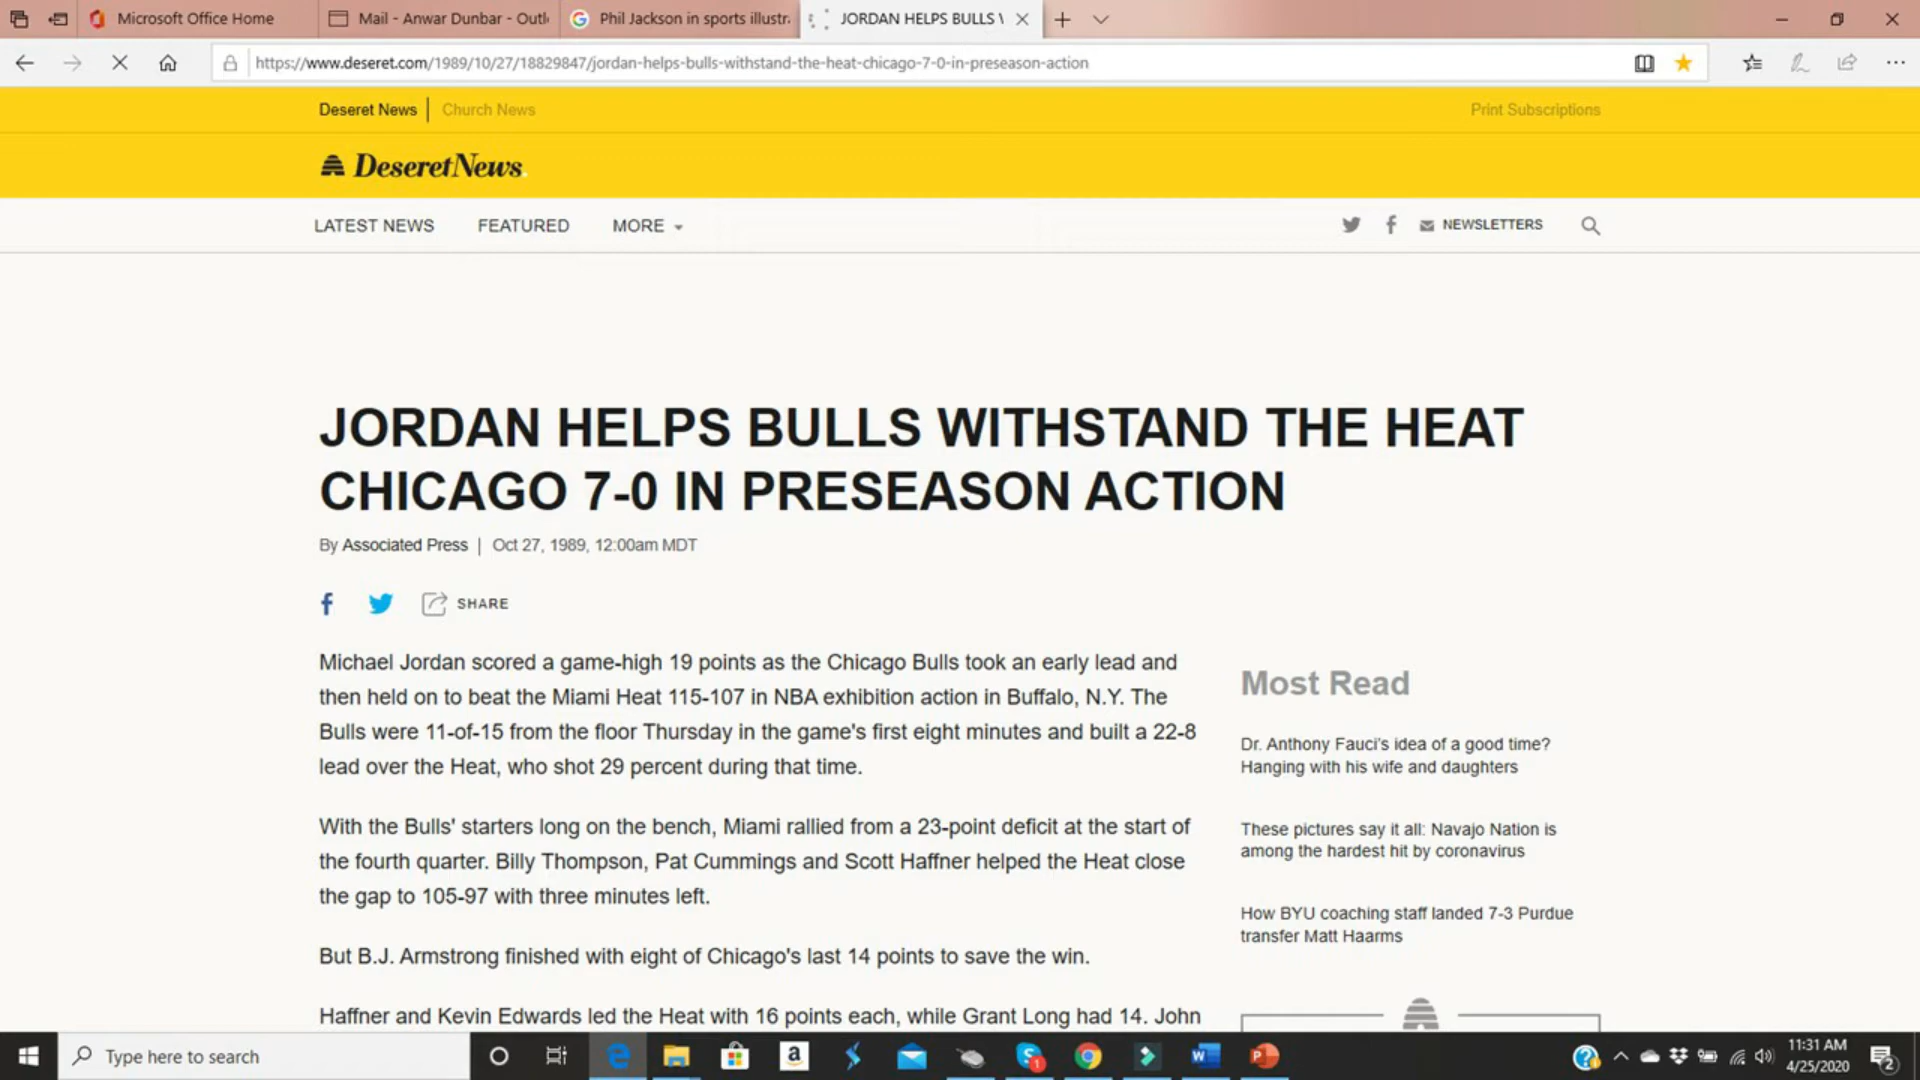 Microsoft Office Home
Mail - Anwar Dunbar - Outl
Phil Jackson in sports illustr
JORDAN HELPS BULLS
https://www.deseret.com/1989/10/27/18829847/jordan-helps-bulls-withstand-the-heat-chicago-7-0-in-preseason-action
Deseret News | Church News
Print Subscriptions
Deseret News
LATEST NEWS
FEATURED
MORE
NEWSLETTERS
JORDAN HELPS BULLS WITHSTAND THE HEAT
CHICAGO 7-0 IN PRESEASON ACTION
By Associated Press | Oct 27, 1989, 12:00am MDT
SHARE
Michael Jordan scored a game-high 19 points as the Chicago Bulls took an early lead and
then held on to beat the Miami Heat 115-107 in NBA exhibition action in Buffalo, N.Y. The
Bulls were 11-of-15 from the floor Thursday in the game's first eight minutes and built a 22-8
lead over the Heat, who shot 29 percent during that time.
With the Bulls' starters long on the bench, Miami rallied from a 23-point deficit at the start of
the fourth quarter. Billy Thompson, Pat Cummings and Scott Haffner helped the Heat close
the gap to 105-97 with three minutes left.
But B.J. Armstrong finished with eight of Chicago's last 14 points to save the win.
Haffner and Kevin Edwards led the Heat with 16 points each, while Grant Long had 14. John
Most Read
Dr. Anthony Fauci's idea of a good time?
Hanging with his wife and daughters
These pictures say it all: Navajo Nation is
among the hardest hit by coronavirus
How BYU coaching staff landed 7-3 Purdue
transfer Matt Haarms
Type here to search
11:31 AM
4/25/2020